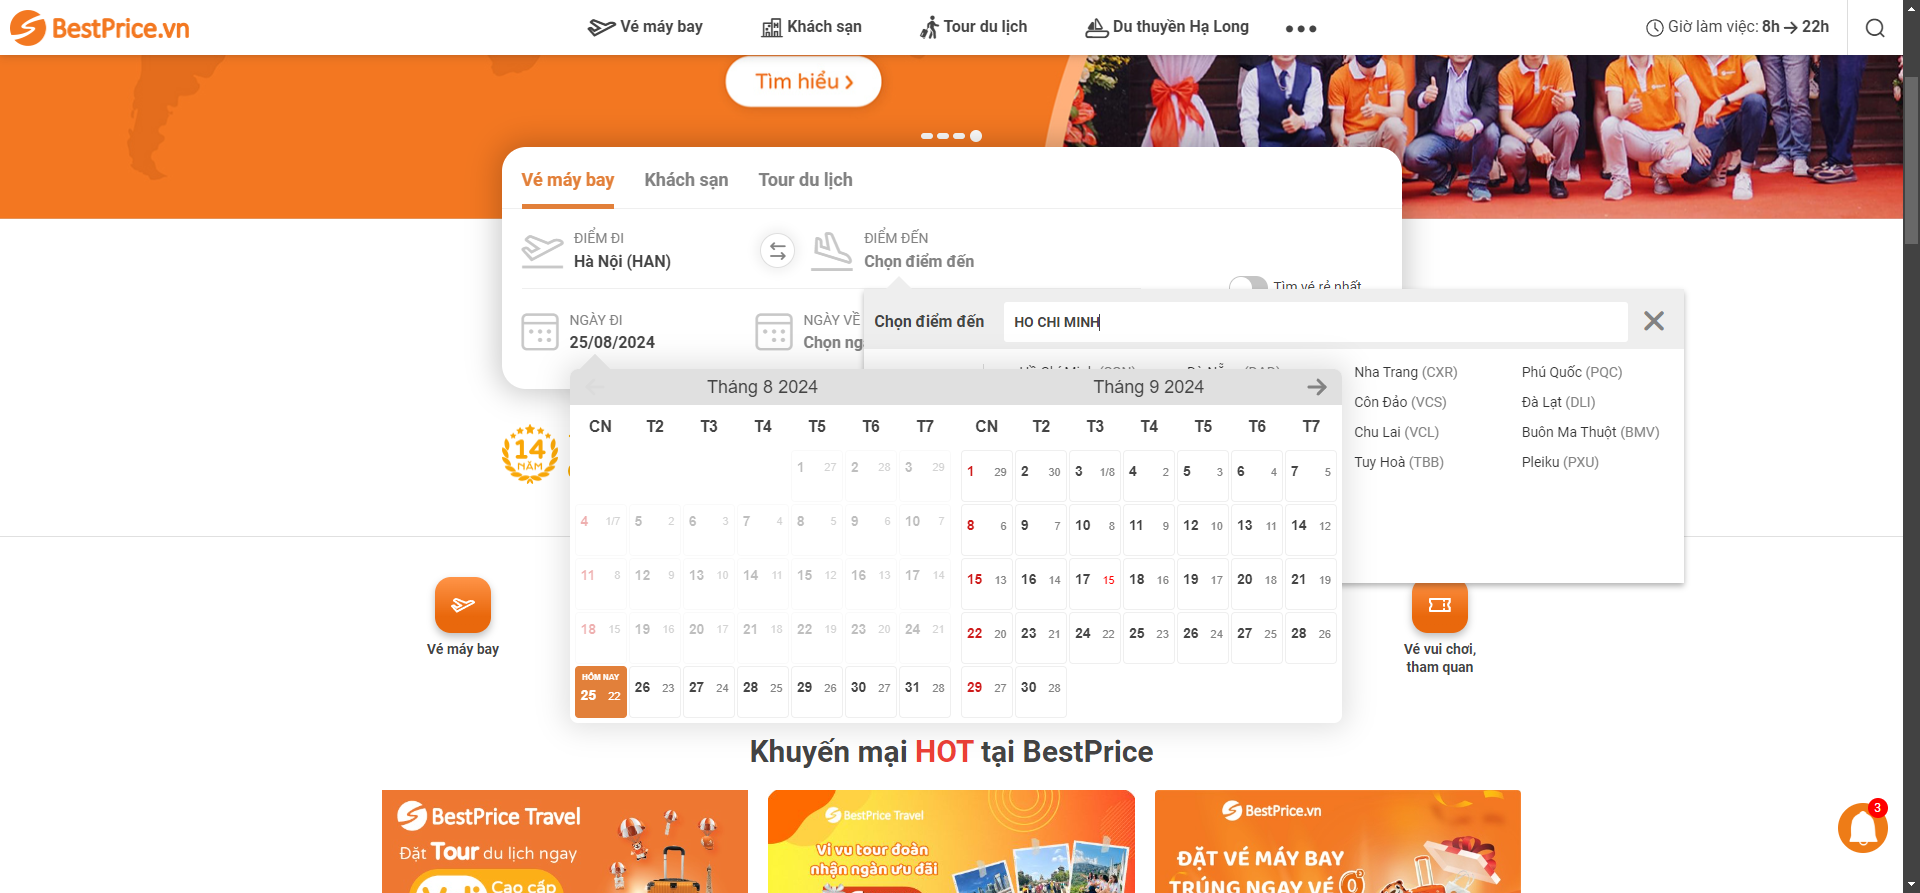 BestPrice.vn
Vé máy bay
Khách sạn
Tour du lịch
Du thuyền Hạ Long
Giờ làm việc: 8h → 22h
Tìm hiểu
Vé máy bay
Khách sạn
Tour du lịch
ĐIỂM ĐI
Hà Nội (HAN)
ĐIỂM ĐẾN
Chọn điểm đến
Tìm vé rẻ nhất
NGÀY ĐI
25/08/2024
NGÀY VỀ
Chọn ng
Chọn điểm đến
HO CHI MINH
Nha Trang (CXR)
Phú Quốc (PQC)
Côn Đảo (VCS)
Đà Lạt (DLI)
Chu Lai (VCL)
Buôn Ma Thuột (BMV)
Tuy Hoà (TBB)
Pleiku (PXU)
14
NĂM
Tháng 8 2024
CN T2 T3 T4 T5 T6 T7
1 27 2 28 3 29
4 1/7 5 2 6 3 7 4 8 5 9 6 10 7
11 8 12 9 13 10 14 11 15 12 16 13 17 14
18 15 19 16 20 17 21 18 22 19 23 20 24 21
HÔM NAY
25 22 26 23 27 24 28 25 29 26 30 27 31 28
Tháng 9 2024
CN T2 T3 T4 T5 T6 T7
1 29 2 30 3 1/8 4 2 5 3 6 4 7 5
8 6 9 7 10 8 11 9 12 10 13 11 14 12
15 13 16 14 17 15 18 16 19 17 20 18 21 19
22 20 23 21 24 22 25 23 26 24 27 25 28 26
29 27 30 28
Vé máy bay
Vé vui chơi,
tham quan
Khuyến mại HOT tại BestPrice
BestPrice Travel
Đặt Tour du lịch ngay
Cao cấp
BestPrice Travel
Vi vu tour đoàn
nhận ngàn ưu đãi
BestPrice.vn
ĐẶT VÉ MÁY BAY
TRÚNG NGAY VÉ 0
3